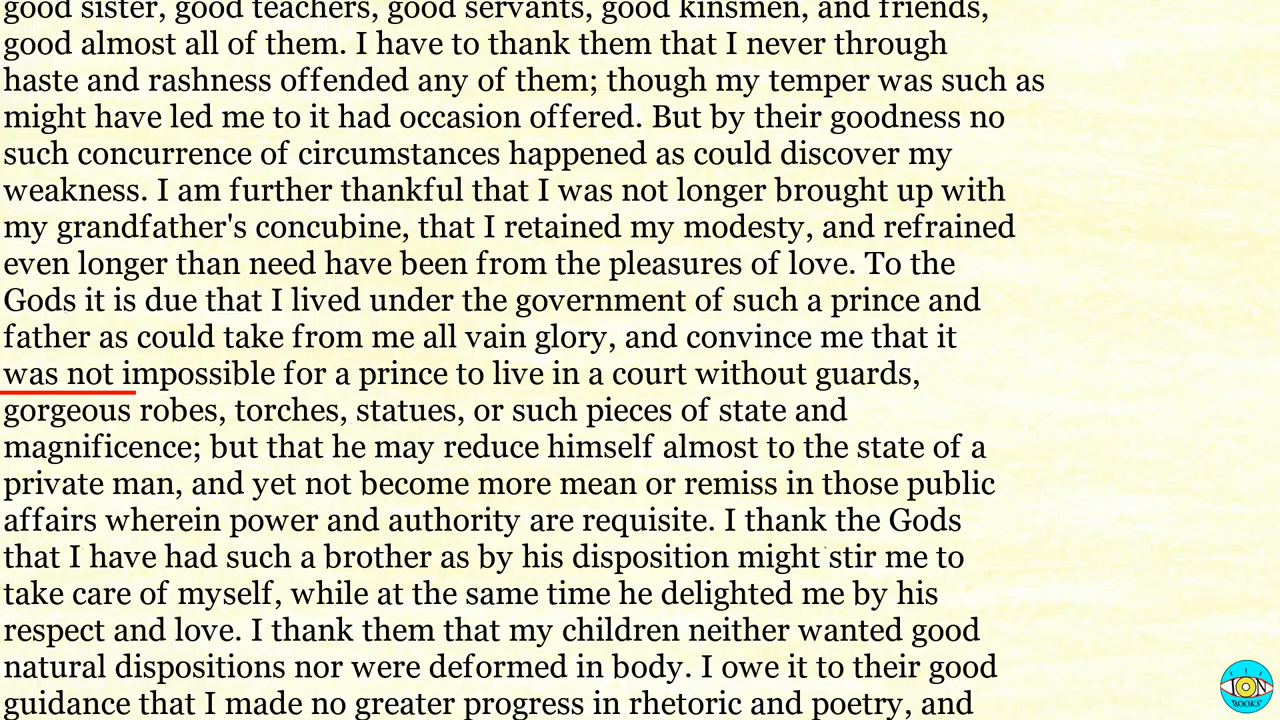 good sister, good teachers, good servants, good kinsmen, and friends,
good almost all of them. I have to thank them that I never through
haste and rashness offended any of them; though my temper was such as
might have led me to it had occasion offered. But by their goodness no
such concurrence of circumstances happened as could discover my
weakness. I am further thankful that I was not longer brought up with
my grandfather's concubine, that I retained my modesty, and refrained
even longer than need have been from the pleasures of love. To the
Gods it is due that I lived under the government of such a prince and
father as could take from me all vain glory, and convince me that it
was not impossible for a prince to live in a court without guards,
gorgeous robes, torches, statues, or such pieces of state and
magnificence; but that he may reduce himself almost to the state of a
private man, and yet not become more mean or remiss in those public
affairs wherein power and authority are requisite. I thank the Gods
that I have had such a brother as by his disposition might stir me to
take care of myself, while at the same time he delighted me by his
respect and love. I thank them that my children neither wanted good
natural dispositions nor were deformed in body. I owe it to their good
guidance that I made no greater progress in rhetoric and poetry, and
ION
BOOKS